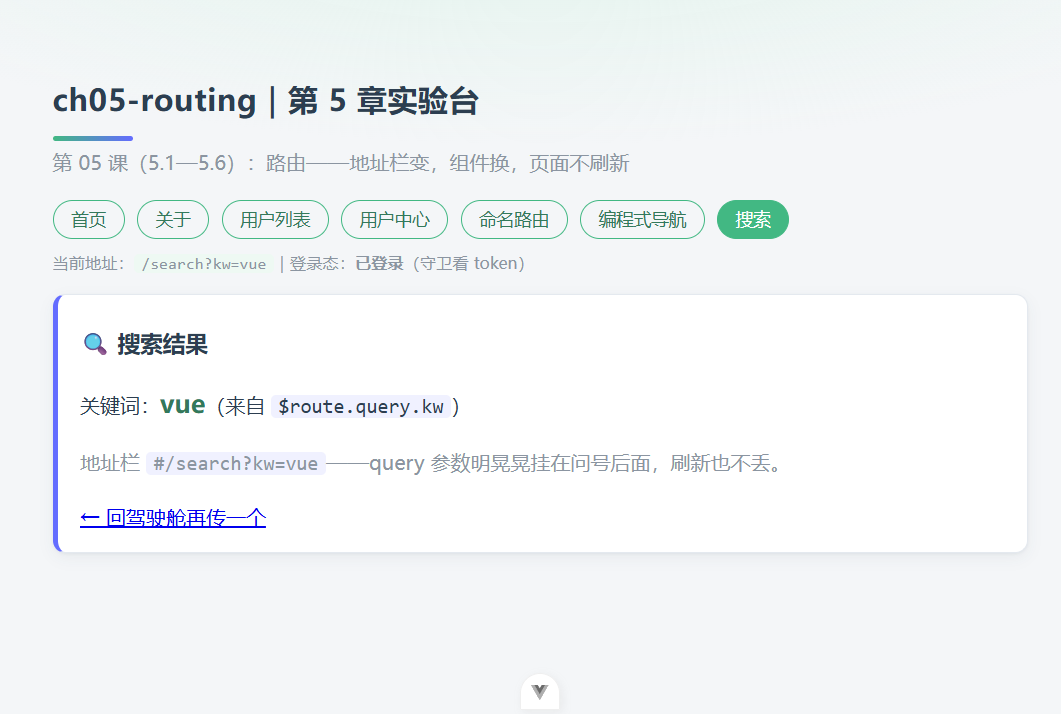 ch05-routing | 第 5 章实验台
第 05 课（5.1—5.6）：路由——地址栏变，组件换，页面不刷新
首页 关于 用户列表 用户中心 命名路由 编程式导航 搜索
当前地址： /search?kw=vue | 登录态：已登录（守卫看 token）
🔍 搜索结果
关键词：vue（来自 $route.query.kw）
地址栏 #/search?kw=vue——query 参数明晃晃挂在问号后面，刷新也不丢。
← 回驾驶舱再传一个